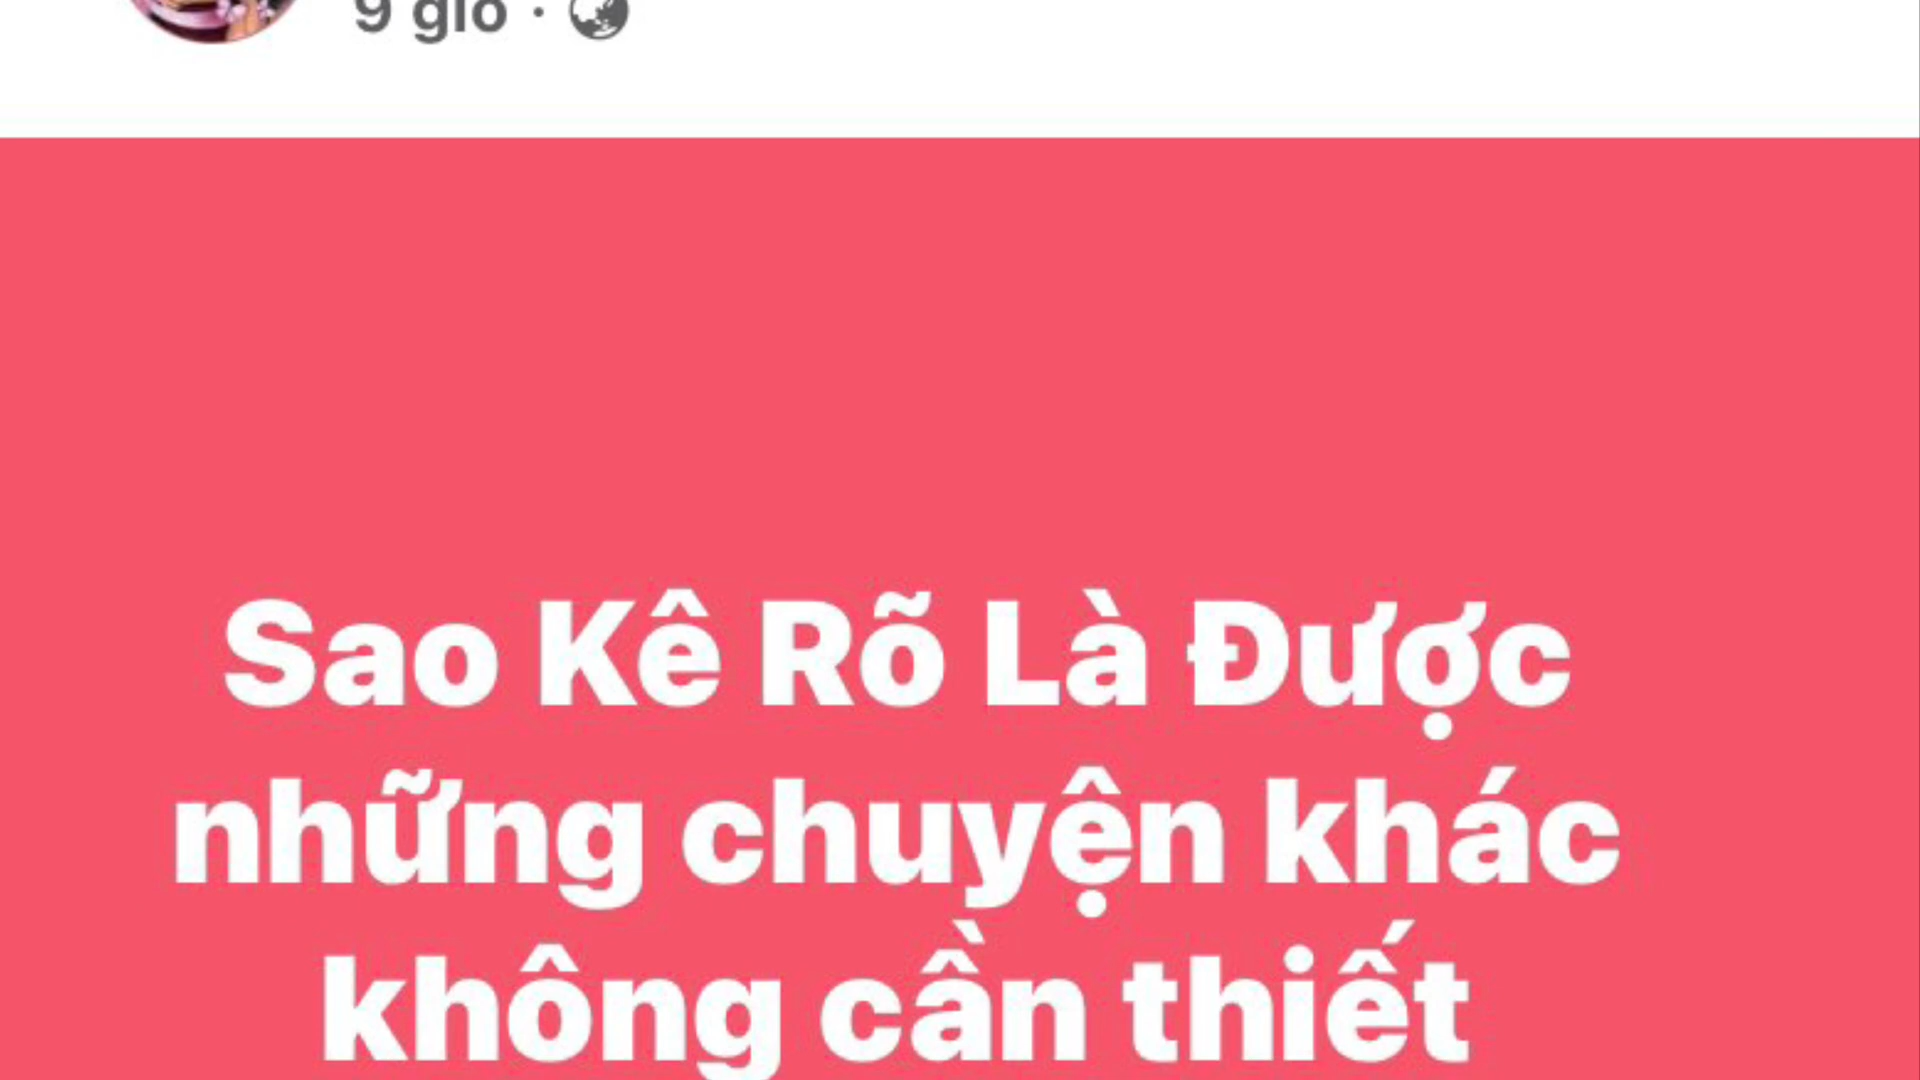 9 giờ ·
Sao Kê Rõ Là Được
những chuyện khác
không cần thiết